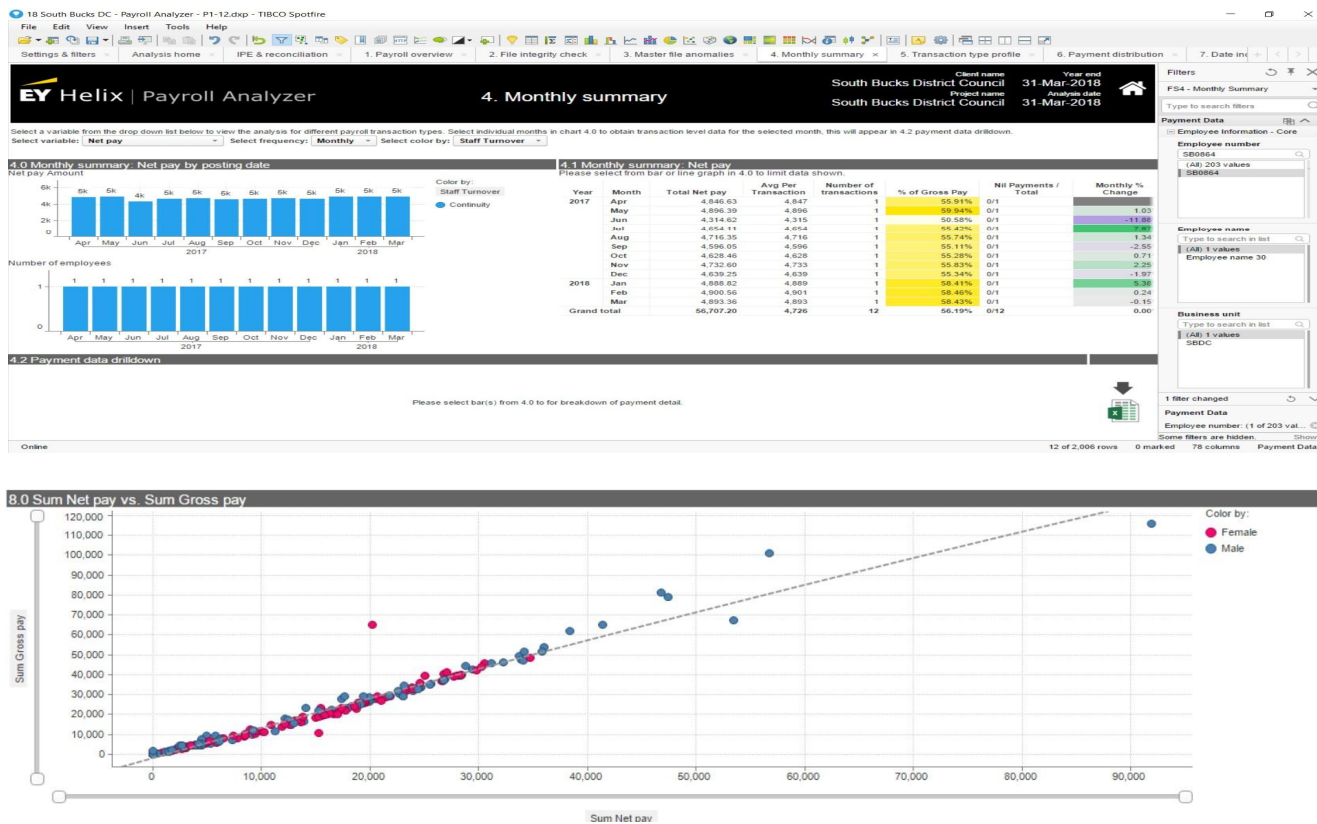 18 South Bucks DC - Payroll Analyzer - P1-12.dxp - TIBCO Spotfire
File Edit View Insert Tools Help
Settings & filters Analysis home IPE & reconciliation 1. Payroll overview 2. File integrity check 3. Master file anomalies 4. Monthly summary 5. Transaction type profile 6. Payment distribution 7. Date in
EY Helix | Payroll Analyzer
4. Monthly summary
Client name Year end
South Bucks District Council 31-Mar-2018
Project name Analysis date
South Bucks District Council 31-Mar-2018
Select a variable from the drop down list below to view the analysis for different payroll transaction types. Select individual months in chart 4.0 to obtain transaction level data for the selected month, this will appear in 4.2 payment data drilldown.
Select variable: Net pay Select frequency: Monthly Select color by: Staff Turnover
4.0 Monthly summary: Net pay by posting date
Net pay Amount
6k
4k
2k
0
5k 5k 4k 5k 5k 5k 5k 5k 5k 5k 5k 5k
Apr May Jun Jul Aug Sep Oct Nov Dec Jan Feb Mar
2017 2018
Color by:
Staff Turnover
Continuity
Number of employees
1
0
1 1 1 1 1 1 1 1 1 1 1 1
Apr May Jun Jul Aug Sep Oct Nov Dec Jan Feb Mar
2017 2018
4.1 Monthly summary: Net pay
Please select from bar or line graph in 4.0 to limit data shown.
Year Month Total Net pay Avg Per Transaction Number of transactions % of Gross Pay Nil Payments / Total Monthly % Change
2017 Apr 4,846.63 4,847 1 55.91% 0/1
May 4,896.39 4,896 1 59.94% 0/1 1.03
Jun 4,314.62 4,315 1 50.58% 0/1 -11.88
Jul 4,654.11 4,654 1 55.42% 0/1 7.87
Aug 4,716.35 4,716 1 55.74% 0/1 1.34
Sep 4,596.05 4,596 1 55.11% 0/1 -2.55
Oct 4,628.46 4,628 1 55.28% 0/1 0.71
Nov 4,732.60 4,733 1 55.83% 0/1 2.25
Dec 4,639.25 4,639 1 55.34% 0/1 -1.97
2018 Jan 4,888.82 4,889 1 58.41% 0/1 5.38
Feb 4,900.56 4,901 1 58.46% 0/1 0.24
Mar 4,893.36 4,893 1 58.43% 0/1 -0.15
Grand total 56,707.20 4,726 12 56.19% 0/12 0.00
4.2 Payment data drilldown
Please select bar(s) from 4.0 to for breakdown of payment detail.
Filters
FS4 - Monthly Summary
Type to search filters
Payment Data
Employee Information - Core
Employee number
SB0864
(All) 203 values
SB0864
Employee name
Type to search in list
(All) 1 values
Employee name 30
Business unit
Type to search in list
(All) 1 values
SBDC
1 filter changed
Payment Data
Employee number: (1 of 203 val...
Some filters are hidden. Show
Online 12 of 2,006 rows 0 marked 78 columns Payment Data
8.0 Sum Net pay vs. Sum Gross pay
120,000
110,000
100,000
90,000
80,000
70,000
60,000
50,000
40,000
30,000
20,000
10,000
0
Sum Gross pay
0 10,000 20,000 30,000 40,000 50,000 60,000 70,000 80,000 90,000
Sum Net pay
Color by:
Female
Male